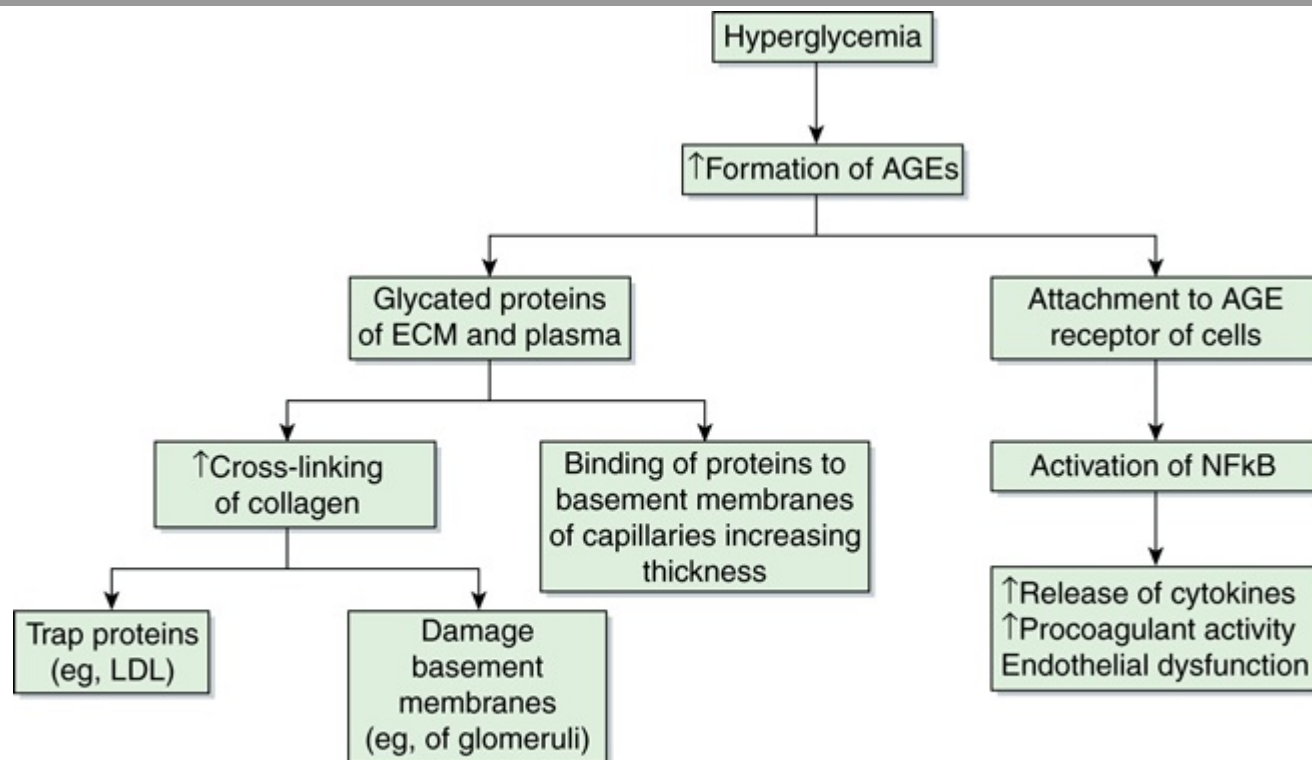 Hyperglycemia
↑Formation of AGEs
Glycated proteins
of ECM and plasma
Attachment to AGE
receptor of cells
↑Cross-linking
of collagen
Binding of proteins to
basement membranes
of capillaries increasing
thickness
Activation of NFkB
Trap proteins
(eg, LDL)
Damage
basement
membranes
(eg, of glomeruli)
↑Release of cytokines
↑Procoagulant activity
Endothelial dysfunction